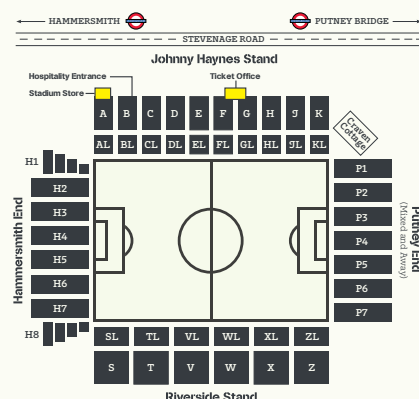 HAMMERSMITH
PUTNEY BRIDGE
STEVENAGE ROAD
Johnny Haynes Stand
Hospitality Entrance
Ticket Office
Stadium Store
A B C D E F G H J K
AL BL CL DL EL FL GL HL JL KL
Craven
Cottage
H1
H2
H3
H4
H5
H6
H7
H8
Hammersmith End
P1
P2
P3
P4
P5
P6
P7
Putney End
(Mixed and Away)
SL TL VL WL XL ZL
S T V W X Z
Riverside Stand